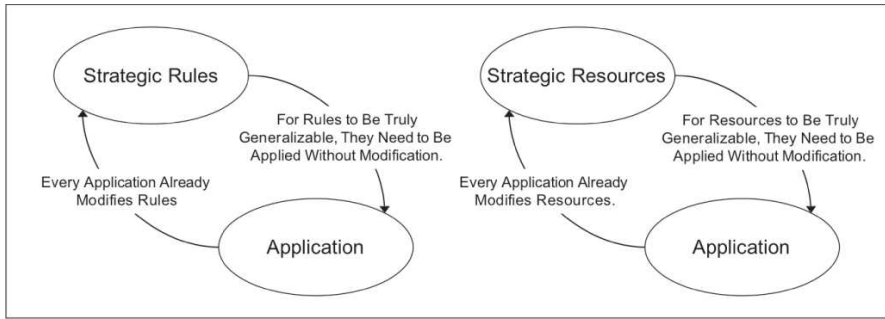 Strategic Rules
For Rules to Be Truly
Generalizable, They Need to Be
Applied Without Modification.
Every Application Already
Modifies Rules
Application
Strategic Resources
For Resources to Be Truly
Generalizable, They Need to Be
Applied Without Modification.
Every Application Already
Modifies Resources.
Application